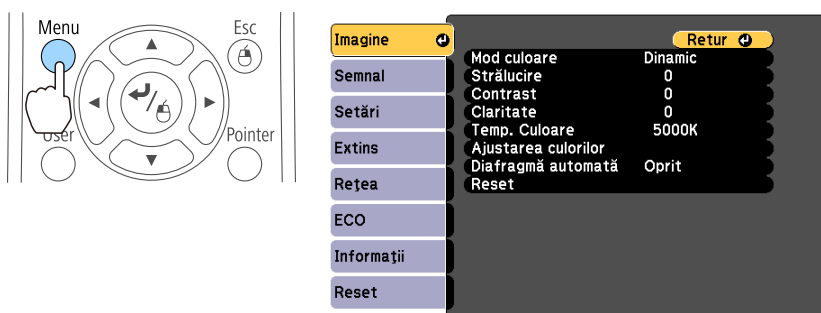 Menu
Esc
User
Pointer
Imagine
Semnal
Setări
Extins
Reţea
ECO
Informaţii
Reset
Retur
Mod culoare Dinamic
Strălucire 0
Contrast 0
Claritate 0
Temp. Culoare 5000K
Ajustarea culorilor
Diafragmă automată Oprit
Reset